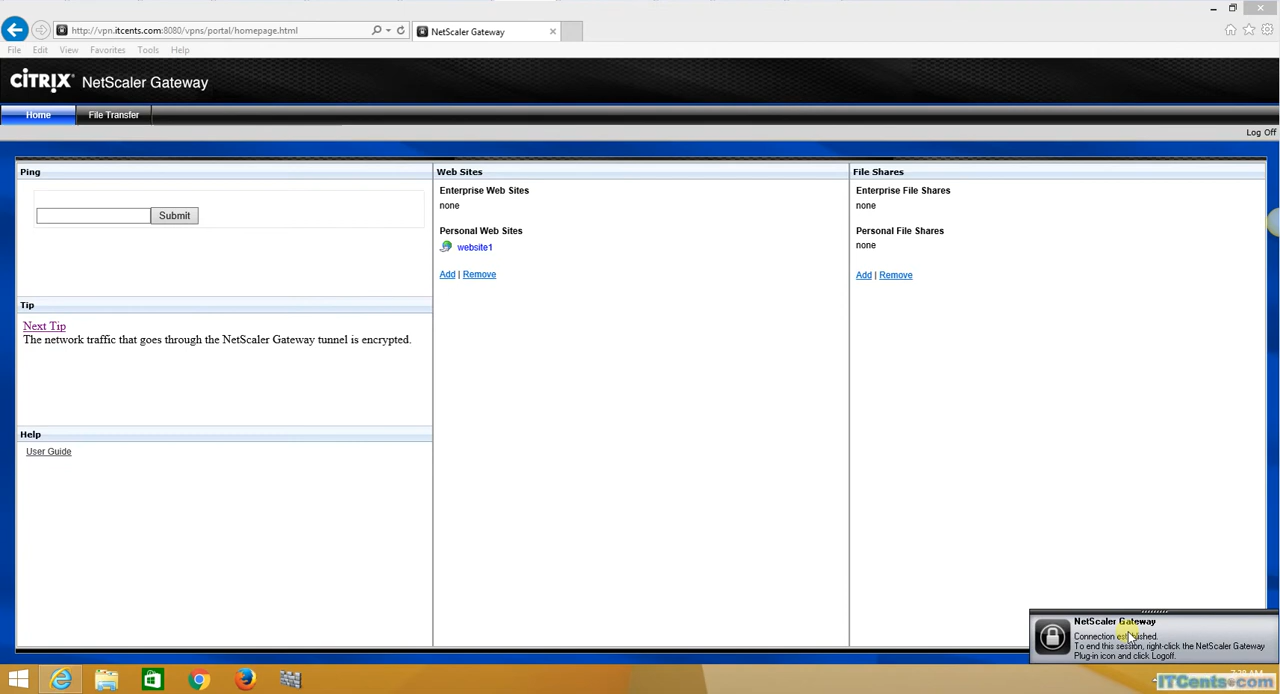 http://vpn.itcents.com:8080/vpns/portal/homepage.html
NetScaler Gateway
File Edit View Favorites Tools Help
CITRIX NetScaler Gateway
Home File Transfer
Log Off
Ping
Submit
Tip
Next Tip
The network traffic that goes through the NetScaler Gateway tunnel is encrypted.
Help
User Guide
Web Sites
Enterprise Web Sites
none
Personal Web Sites
website1
Add | Remove
File Shares
Enterprise File Shares
none
Personal File Shares
none
Add | Remove
NetScaler Gateway
Connection established.
To end this session, right-click the NetScaler Gateway
Plug-in icon and click Logoff.
ITCents.com